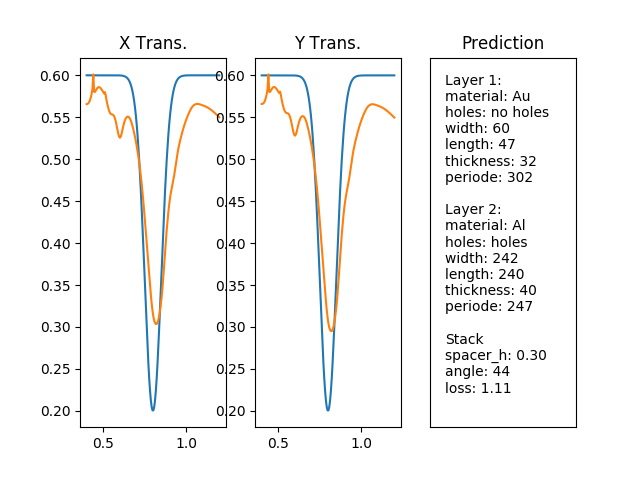 X Trans.
0.60
0.55
0.50
0.45
0.40
0.35
0.30
0.25
0.20
0.5
1.0
Y Trans.
0.60
0.55
0.50
0.45
0.40
0.35
0.30
0.25
0.20
0.5
1.0
Prediction
Layer 1:
material: Au
holes: no holes
width: 60
length: 47
thickness: 32
periode: 302
Layer 2:
material: Al
holes: holes
width: 242
length: 240
thickness: 40
periode: 247
Stack
spacer_h: 0.30
angle: 44
loss: 1.11